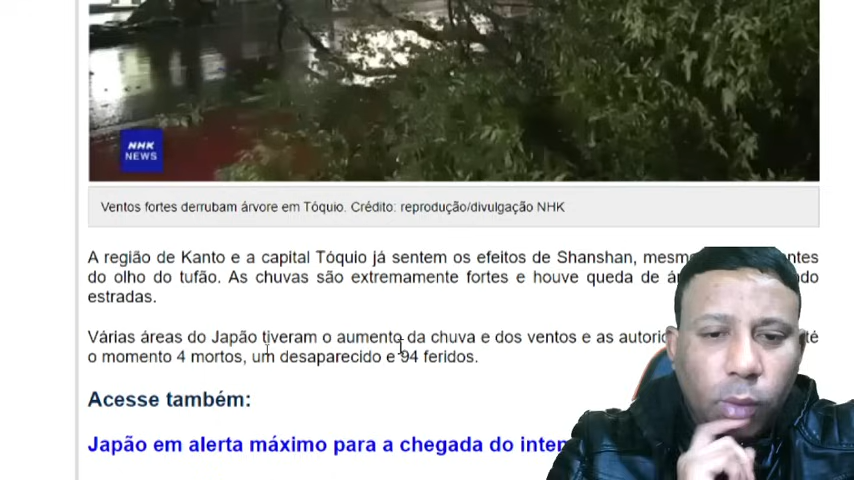 NHK
NEWS
Ventos fortes derrubam árvore em Tóquio. Crédito: reprodução/divulgação NHK
A região de Kanto e a capital Tóquio já sentem os efeitos de Shanshan, mesm
do olho do tufão. As chuvas são extremamente fortes e houve queda de
estradas.
Várias áreas do Japão tiveram o aumento da chuva e dos ventos e as
o momento 4 mortos, um desaparecido e 94 feridos.
Acesse também:
Japão em alerta máximo para a chegada do